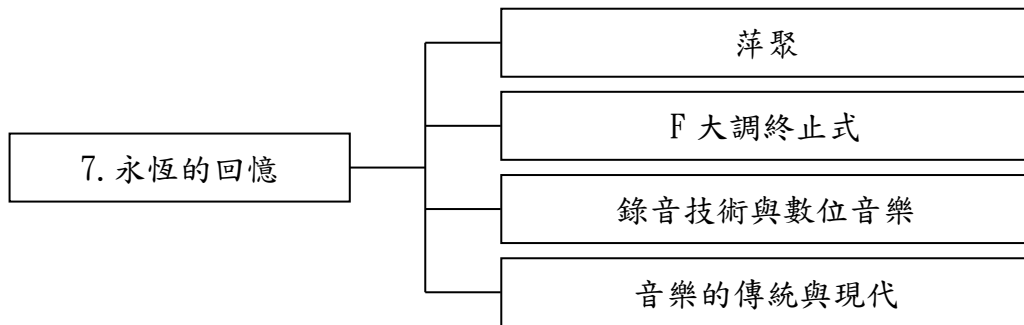 萍聚
F 大調終止式
7.永恆的回憶
錄音技術與數位音樂
音樂的傳統與現代